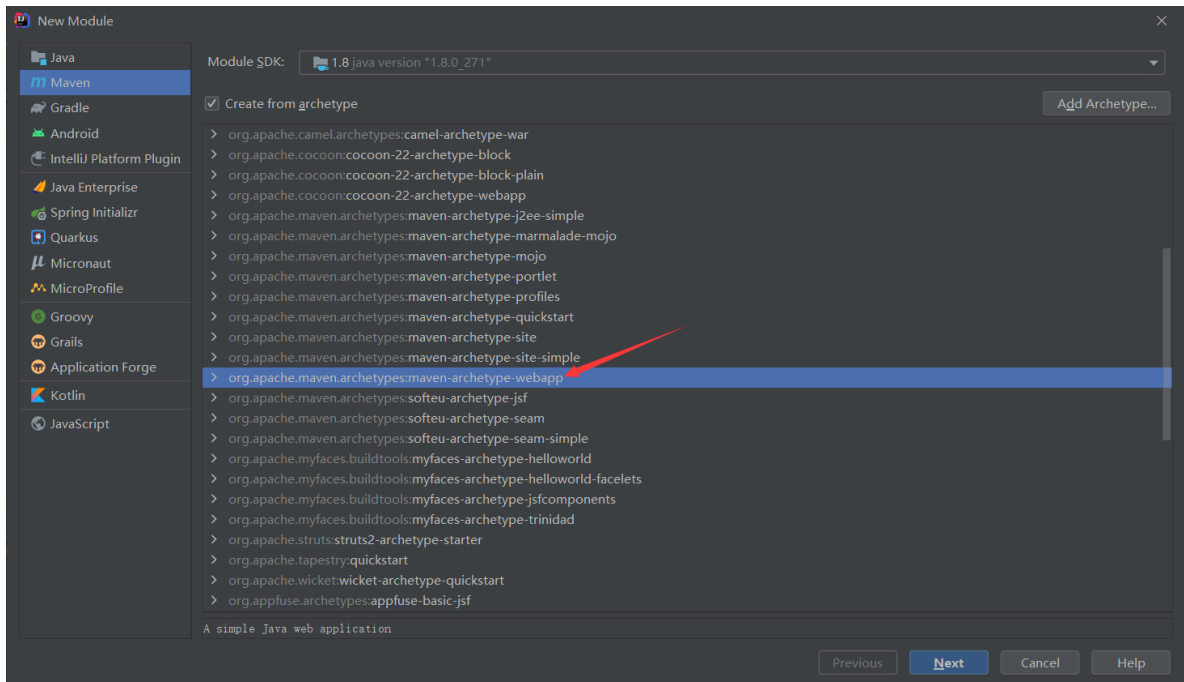 New Module
Java
Maven
Gradle
Android
IntelliJ Platform Plugin
Java Enterprise
Spring Initializr
Quarkus
Micronaut
MicroProfile
Groovy
Grails
Application Forge
Kotlin
JavaScript
Module SDK: 1.8 java version "1.8.0_271"
Create from archetype Add Archetype...
org.apache.camel.archetypes:camel-archetype-war
org.apache.cocoon:cocoon-22-archetype-block
org.apache.cocoon:cocoon-22-archetype-block-plain
org.apache.cocoon:cocoon-22-archetype-webapp
org.apache.maven.archetypes:maven-archetype-j2ee-simple
org.apache.maven.archetypes:maven-archetype-marmalade-mojo
org.apache.maven.archetypes:maven-archetype-mojo
org.apache.maven.archetypes:maven-archetype-portlet
org.apache.maven.archetypes:maven-archetype-profiles
org.apache.maven.archetypes:maven-archetype-quickstart
org.apache.maven.archetypes:maven-archetype-site
org.apache.maven.archetypes:maven-archetype-site-simple
org.apache.maven.archetypes:maven-archetype-webapp
org.apache.maven.archetypes:softeu-archetype-jsf
org.apache.maven.archetypes:softeu-archetype-seam
org.apache.maven.archetypes:softeu-archetype-seam-simple
org.apache.myfaces.buildtools:myfaces-archetype-helloworld
org.apache.myfaces.buildtools:myfaces-archetype-helloworld-facelets
org.apache.myfaces.buildtools:myfaces-archetype-jsfcomponents
org.apache.myfaces.buildtools:myfaces-archetype-trinidad
org.apache.struts:struts2-archetype-starter
org.apache.tapestry:quickstart
org.apache.wicket:wicket-archetype-quickstart
org.appfuse.archetypes:appfuse-basic-jsf
A simple Java web application
Previous Next Cancel Help